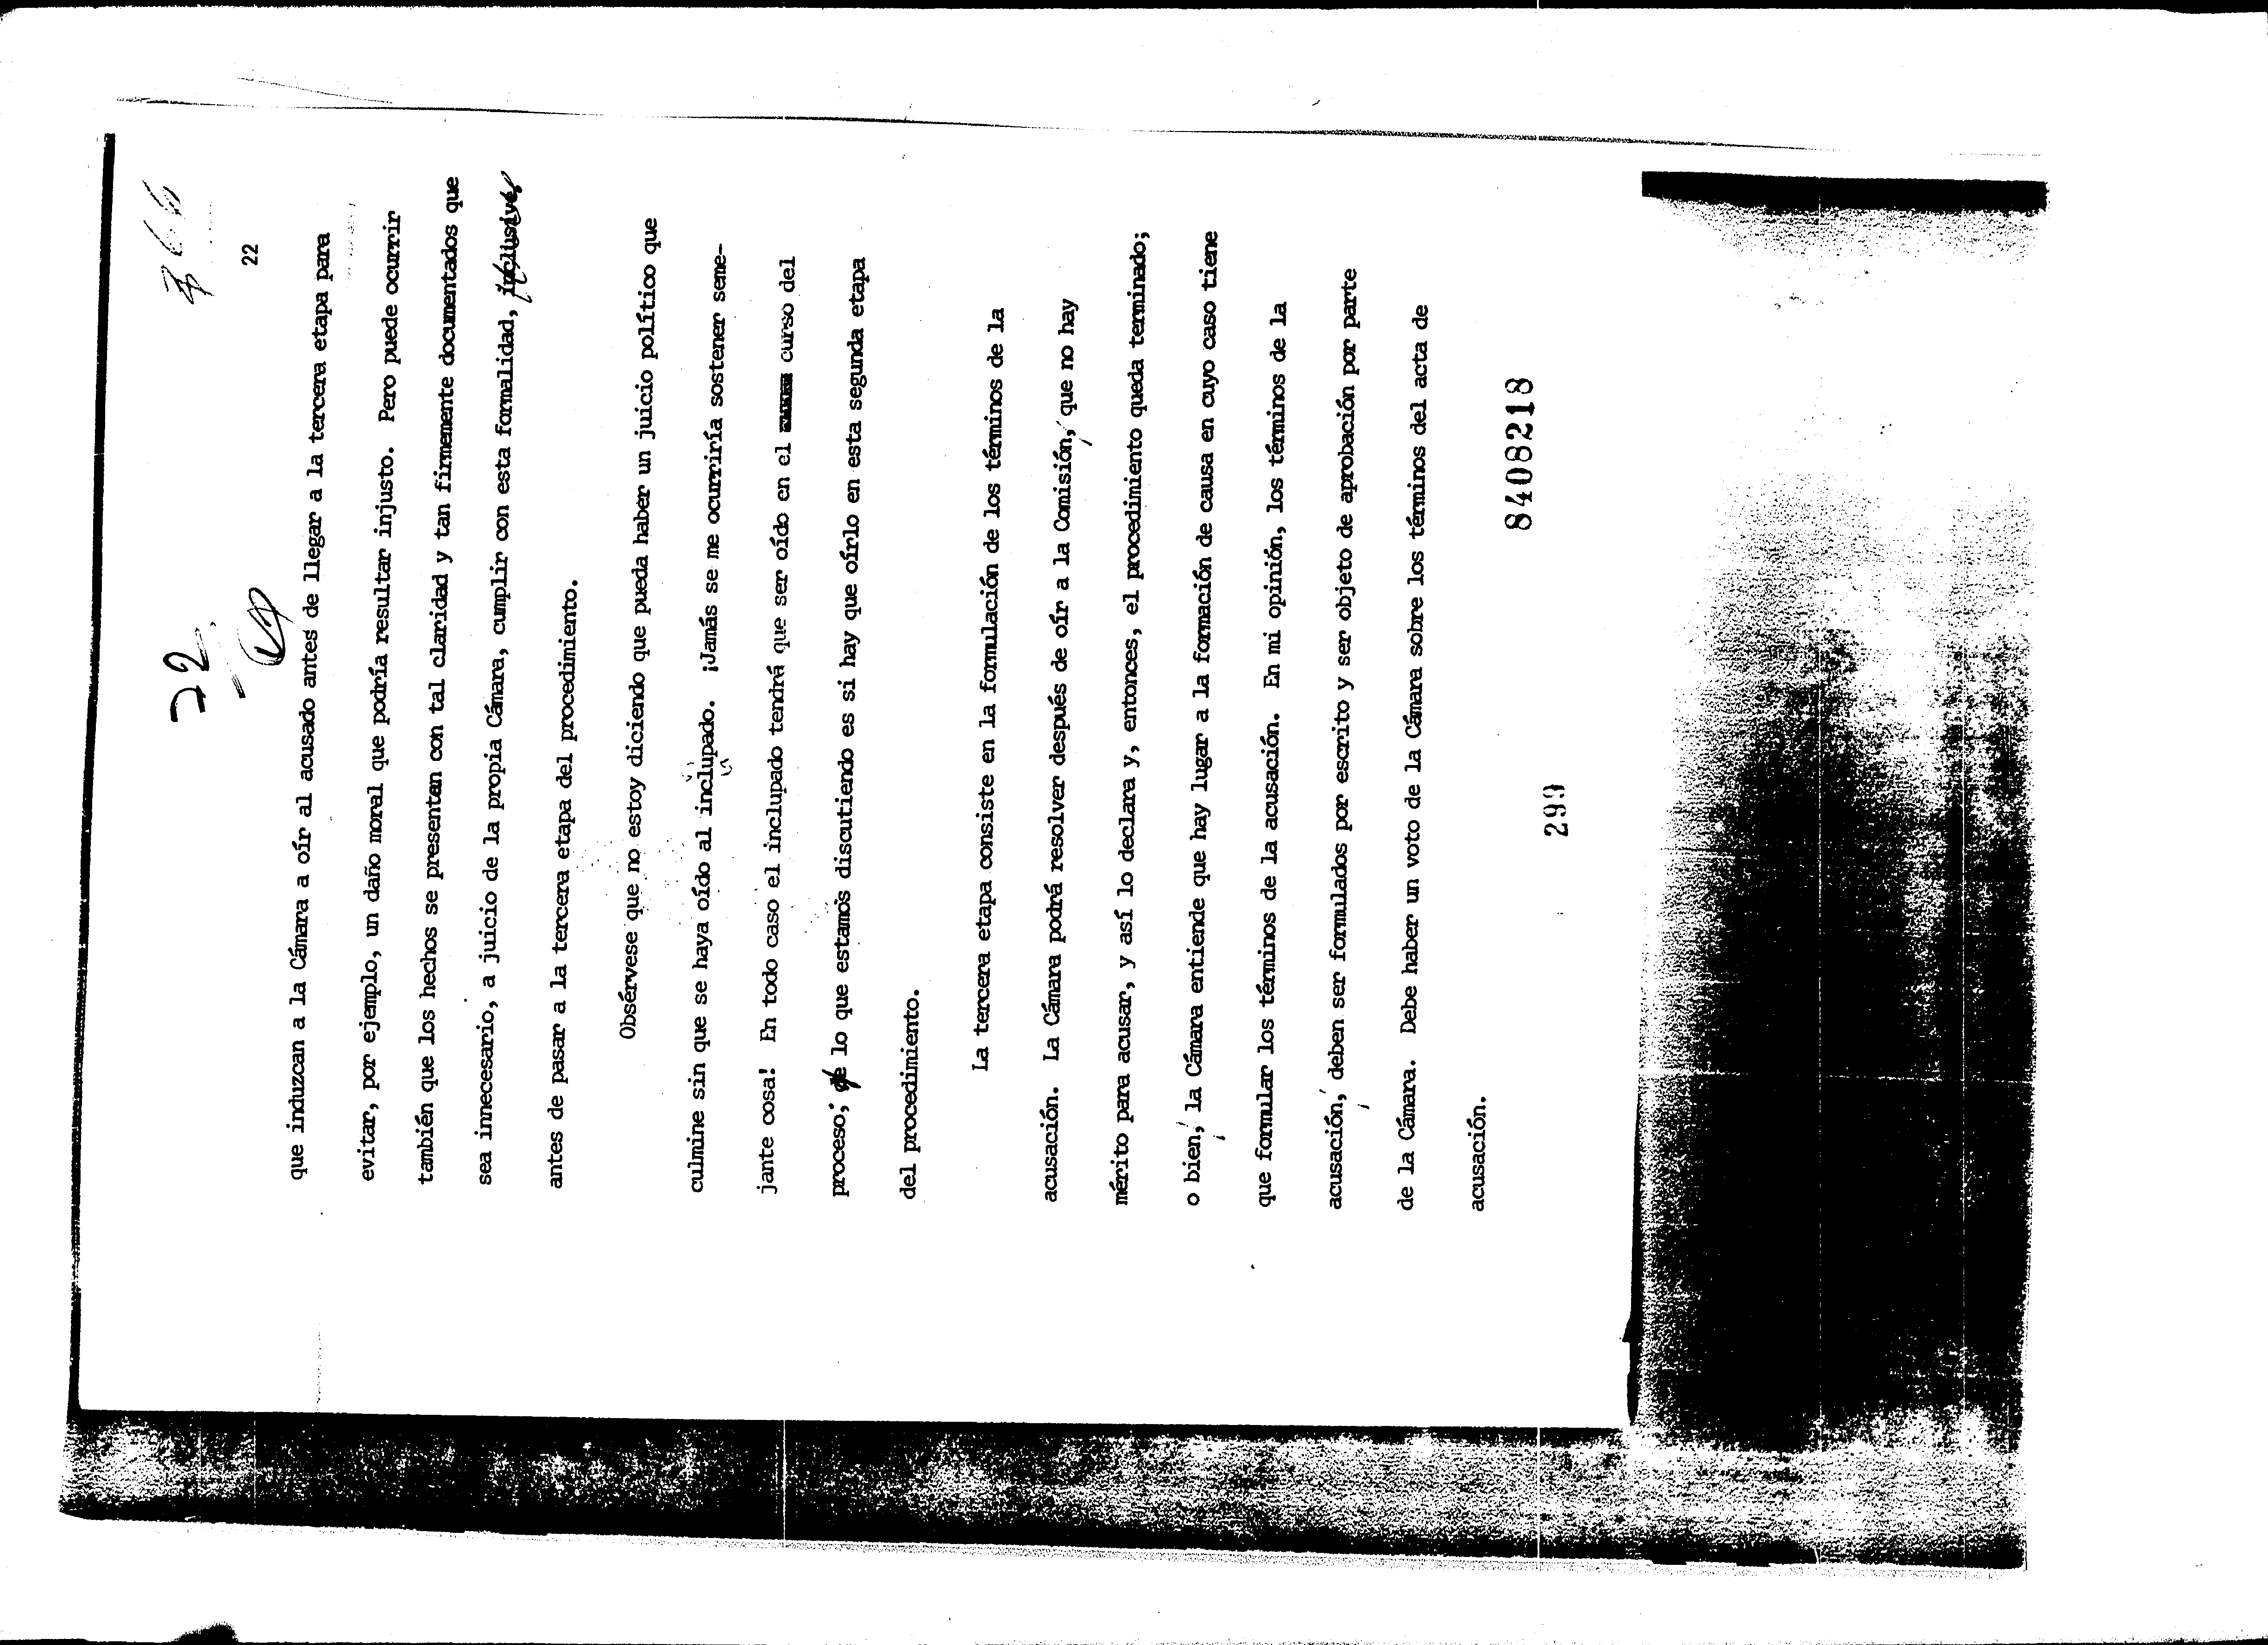 22
22
que induzcan a la Cámara a oír al acusado antes de llegar a la tercera etapa para
evitar, por ejemplo, un daño moral que podría resultar injusto. Pero puede ocurrir
también que los hechos se presentan con tal claridad y tan firmemente documentados que
sea innecesario, a juicio de la propia Cámara, cumplir con esta formalidad, inclusive,
antes de pasar a la tercera etapa del procedimiento.
Obsérvese que no estoy diciendo que pueda haber un juicio político que
culmine sin que se haya oído al inclupado. ¡Jamás se me ocurriría sostener seme-
jante cosa! En todo caso el inclupado tendrá que ser oído en el curso del
proceso; de lo que estamos discutiendo es si hay que oírlo en esta segunda etapa
del procedimiento.
La tercera etapa consiste en la formulación de los términos de la
acusación. La Cámara podrá resolver después de oír a la Comisión, que no hay
mérito para acusar, y así lo declara y, entonces, el procedimiento queda terminado;
o bien, la Cámara entiende que hay lugar a la formación de causa en cuyo caso tiene
que formular los términos de la acusación. En mi opinión, los términos de la
acusación, deben ser formulados por escrito y ser objeto de aprobación por parte
de la Cámara. Debe haber un voto de la Cámara sobre los términos del acta de
acusación.
8408218
299